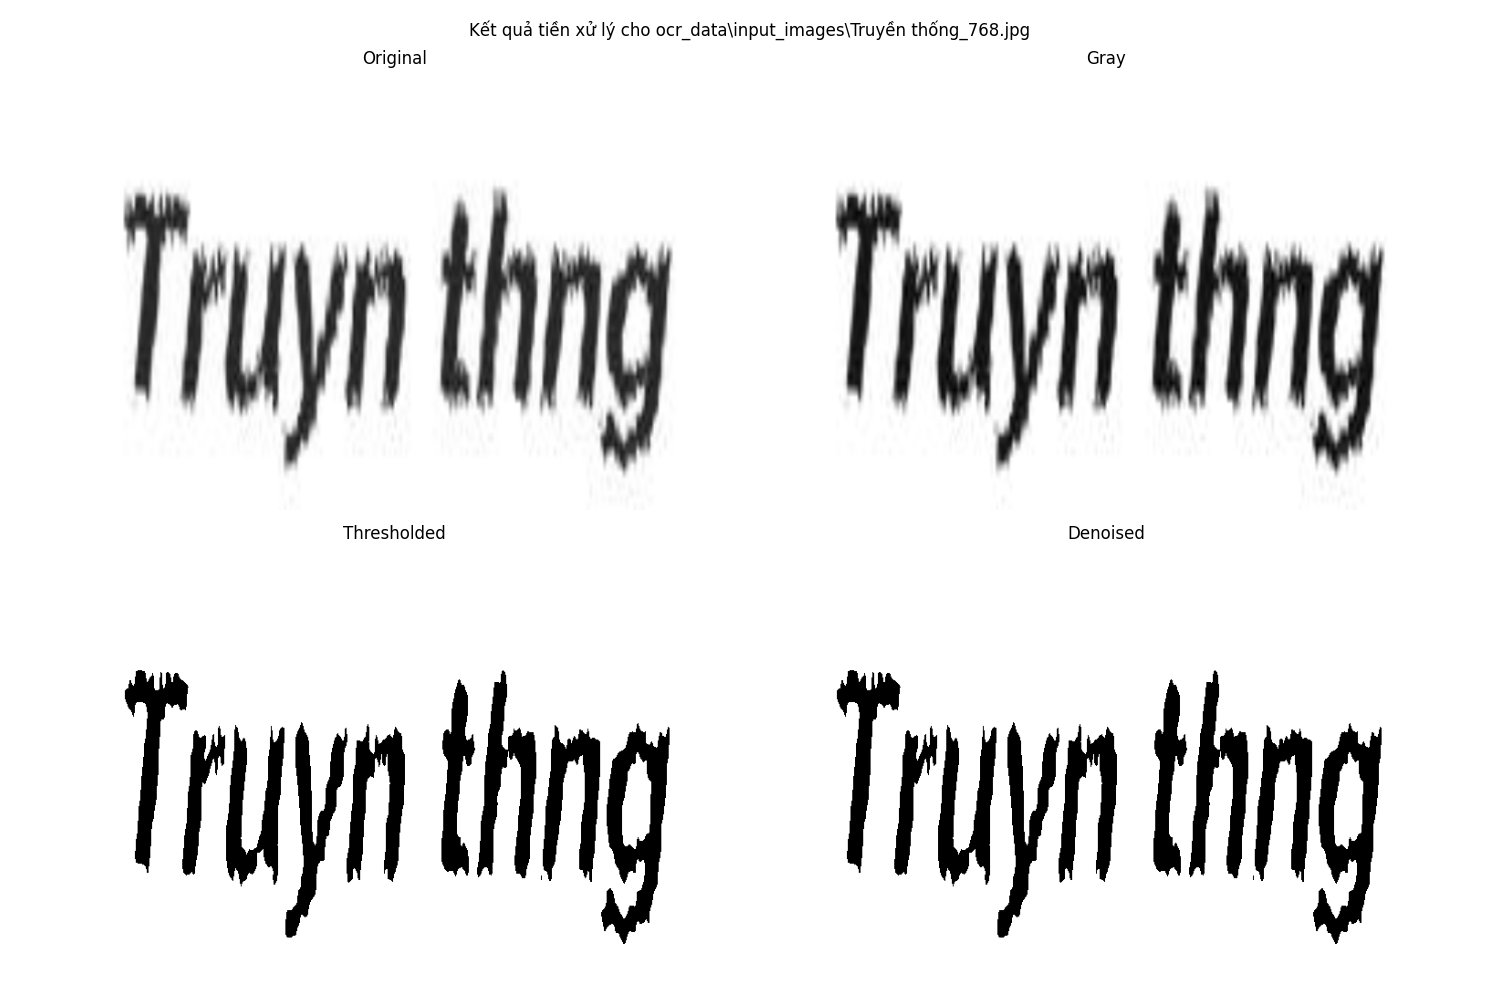 Kết quả tiền xử lý cho ocr_data\input_images\Truyền thống_768.jpg
Original
Gray
Truyn thng
Truyn thng
Thresholded
Denoised
Truyn thng
Truyn thng